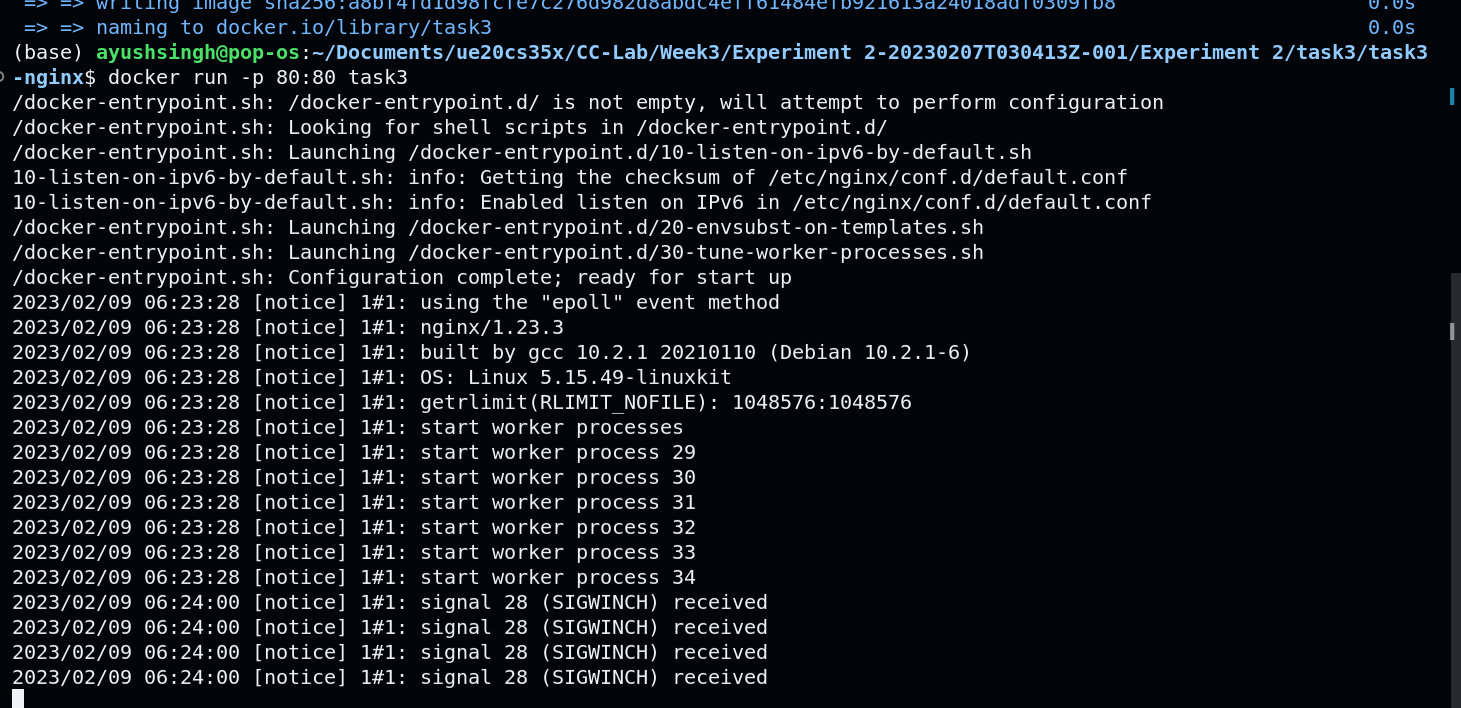 => => writing image sha256:a8bf4fd1d98fcfe7c276d982d8abdc4eff61484efb921613a24018adf0309fb8 0.0s
=> => naming to docker.io/library/task3 0.0s
(base) ayushsingh@pop-os:~/Documents/ue20cs35x/CC-Lab/Week3/Experiment 2-20230207T030413Z-001/Experiment 2/task3/task3
-nginx$ docker run -p 80:80 task3
/docker-entrypoint.sh: /docker-entrypoint.d/ is not empty, will attempt to perform configuration
/docker-entrypoint.sh: Looking for shell scripts in /docker-entrypoint.d/
/docker-entrypoint.sh: Launching /docker-entrypoint.d/10-listen-on-ipv6-by-default.sh
10-listen-on-ipv6-by-default.sh: info: Getting the checksum of /etc/nginx/conf.d/default.conf
10-listen-on-ipv6-by-default.sh: info: Enabled listen on IPv6 in /etc/nginx/conf.d/default.conf
/docker-entrypoint.sh: Launching /docker-entrypoint.d/20-envsubst-on-templates.sh
/docker-entrypoint.sh: Launching /docker-entrypoint.d/30-tune-worker-processes.sh
/docker-entrypoint.sh: Configuration complete; ready for start up
2023/02/09 06:23:28 [notice] 1#1: using the "epoll" event method
2023/02/09 06:23:28 [notice] 1#1: nginx/1.23.3
2023/02/09 06:23:28 [notice] 1#1: built by gcc 10.2.1 20210110 (Debian 10.2.1-6)
2023/02/09 06:23:28 [notice] 1#1: OS: Linux 5.15.49-linuxkit
2023/02/09 06:23:28 [notice] 1#1: getrlimit(RLIMIT_NOFILE): 1048576:1048576
2023/02/09 06:23:28 [notice] 1#1: start worker processes
2023/02/09 06:23:28 [notice] 1#1: start worker process 29
2023/02/09 06:23:28 [notice] 1#1: start worker process 30
2023/02/09 06:23:28 [notice] 1#1: start worker process 31
2023/02/09 06:23:28 [notice] 1#1: start worker process 32
2023/02/09 06:23:28 [notice] 1#1: start worker process 33
2023/02/09 06:23:28 [notice] 1#1: start worker process 34
2023/02/09 06:24:00 [notice] 1#1: signal 28 (SIGWINCH) received
2023/02/09 06:24:00 [notice] 1#1: signal 28 (SIGWINCH) received
2023/02/09 06:24:00 [notice] 1#1: signal 28 (SIGWINCH) received
2023/02/09 06:24:00 [notice] 1#1: signal 28 (SIGWINCH) received